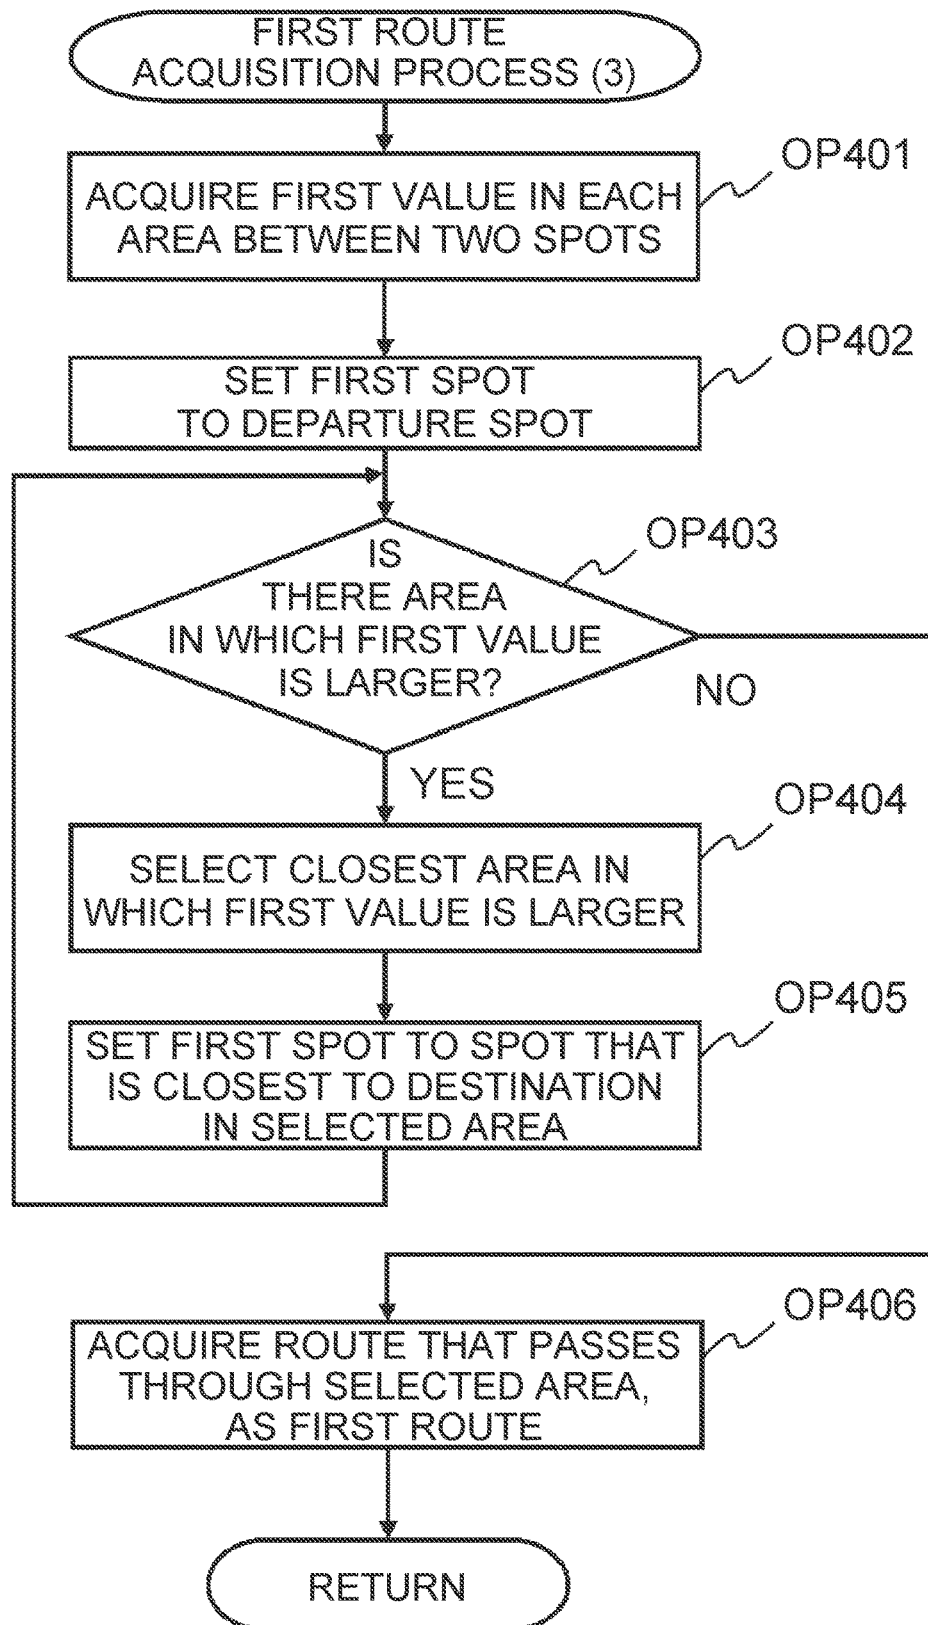 FIRST ROUTE
ACQUISITION PROCESS (3)
OP401
ACQUIRE FIRST VALUE IN EACH
AREA BETWEEN TWO SPOTS
OP402
SET FIRST SPOT
TO DEPARTURE SPOT
OP403
IS
THERE AREA
IN WHICH FIRST VALUE
IS LARGER?
NO
YES
OP404
SELECT CLOSEST AREA IN
WHICH FIRST VALUE IS LARGER
OP405
SET FIRST SPOT TO SPOT THAT
IS CLOSEST TO DESTINATION
IN SELECTED AREA
OP406
ACQUIRE ROUTE THAT PASSES
THROUGH SELECTED AREA,
AS FIRST ROUTE
RETURN